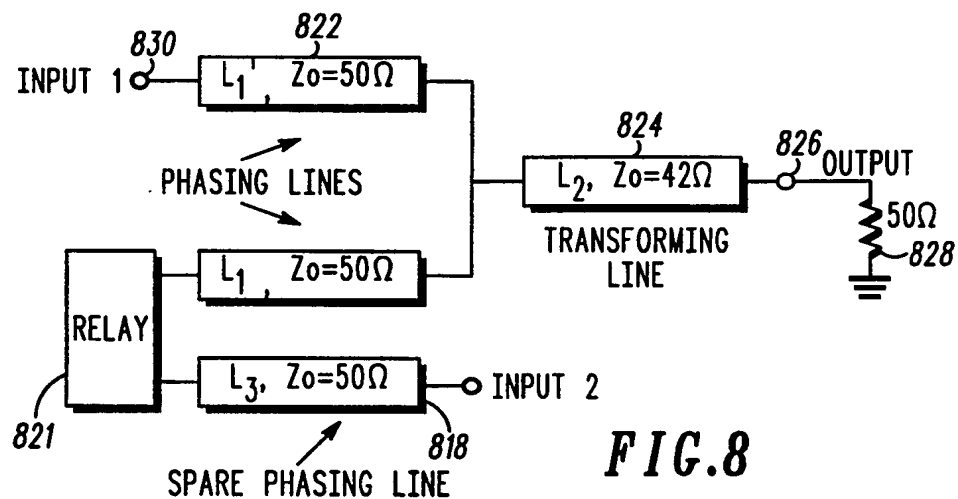 830
822
INPUT 1
L1', Zo=50Ω
PHASING LINES
824
826
OUTPUT
L2, Zo=42Ω
50Ω
828
TRANSFORMING
LINE
L1, Zo=50Ω
RELAY
L3, Zo=50Ω
INPUT 2
821
818
SPARE PHASING LINE
FIG.8